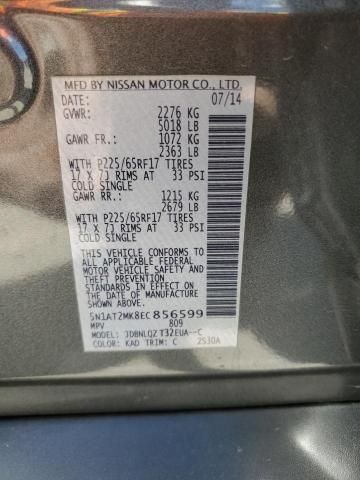 MFD BY NISSAN MOTOR CO., LTD.
DATE: 07/14
GVWR: 2276 KG
5018 LB
GAWR FR.: 1072 KG
2363 LB
WITH P225/65RF17 TIRES
17 X 7J RIMS AT 33 PSI
COLD SINGLE
GAWR RR.: 1215 KG
2679 LB
WITH P225/65RF17 TIRES
17 X 7J RIMS AT 33 PSI
COLD SINGLE
THIS VEHICLE CONFORMS TO
ALL APPLICABLE FEDERAL
MOTOR VEHICLE SAFETY
AND THEFT PREVENTION
STANDARDS IN EFFECT ON
THE DATE OF MANUFACTURE
SHOWN ABOVE.
5N1AT2MK8EC856599
MPV 809
MODEL: JDBNLQZ T32EUA--C
COLOR: KAD TRIM: C 2S30A